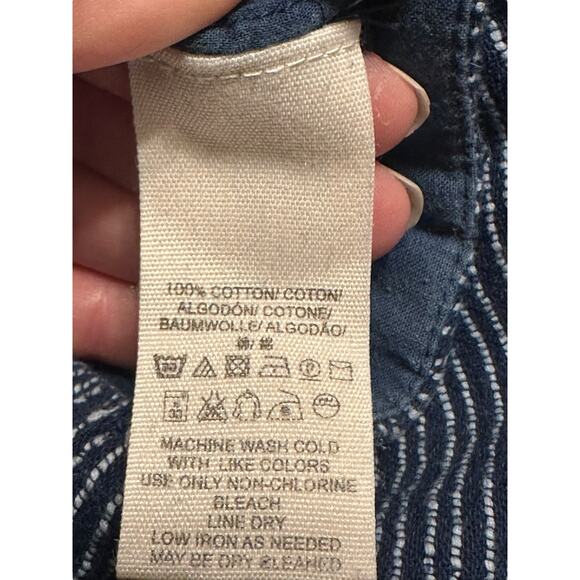 100% COTTON/ COTON/
ALGODÓN/ COTONE/
BAUMWOLLE/ ALGODÃO/
棉/ 綿
MACHINE WASH COLD
WITH LIKE COLORS
USE ONLY NON-CHLORINE
BLEACH
LINE DRY
LOW IRON AS NEEDED
MAY BE DRY CLEANED